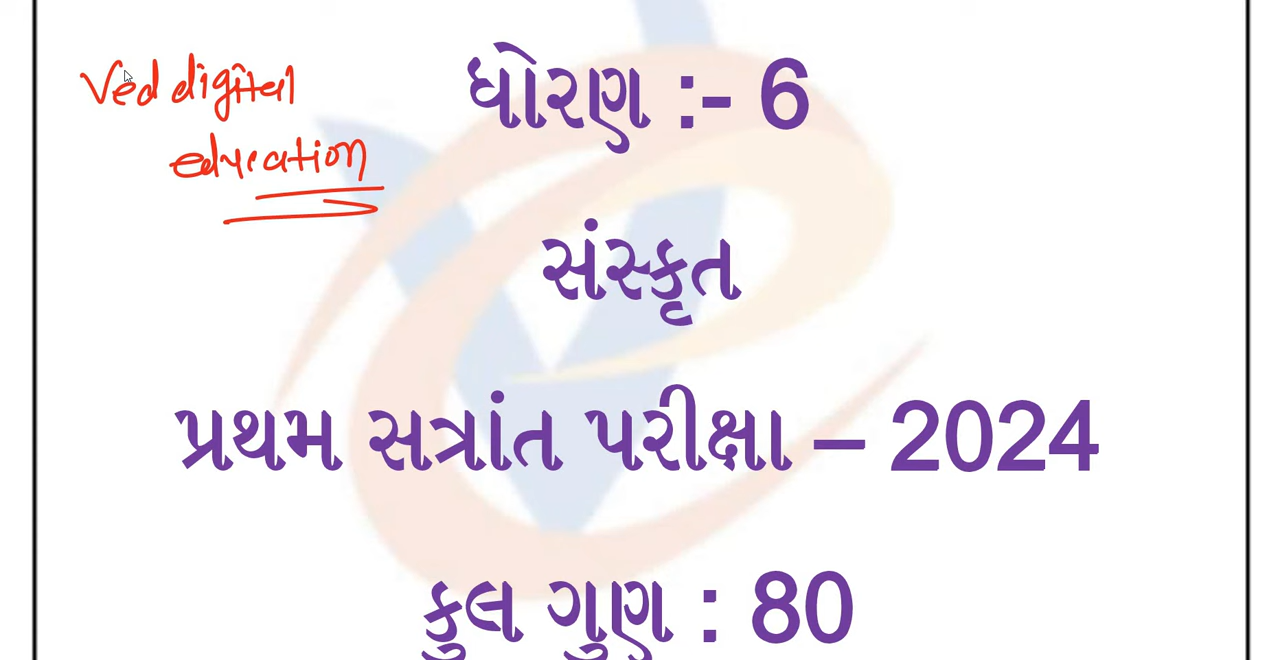 Ved digital
education
ધોરણ :- 6
સંસ્કૃત
પ્રથમ સત્રાંત પરીક્ષા – 2024
કુલ ગુણ : 80